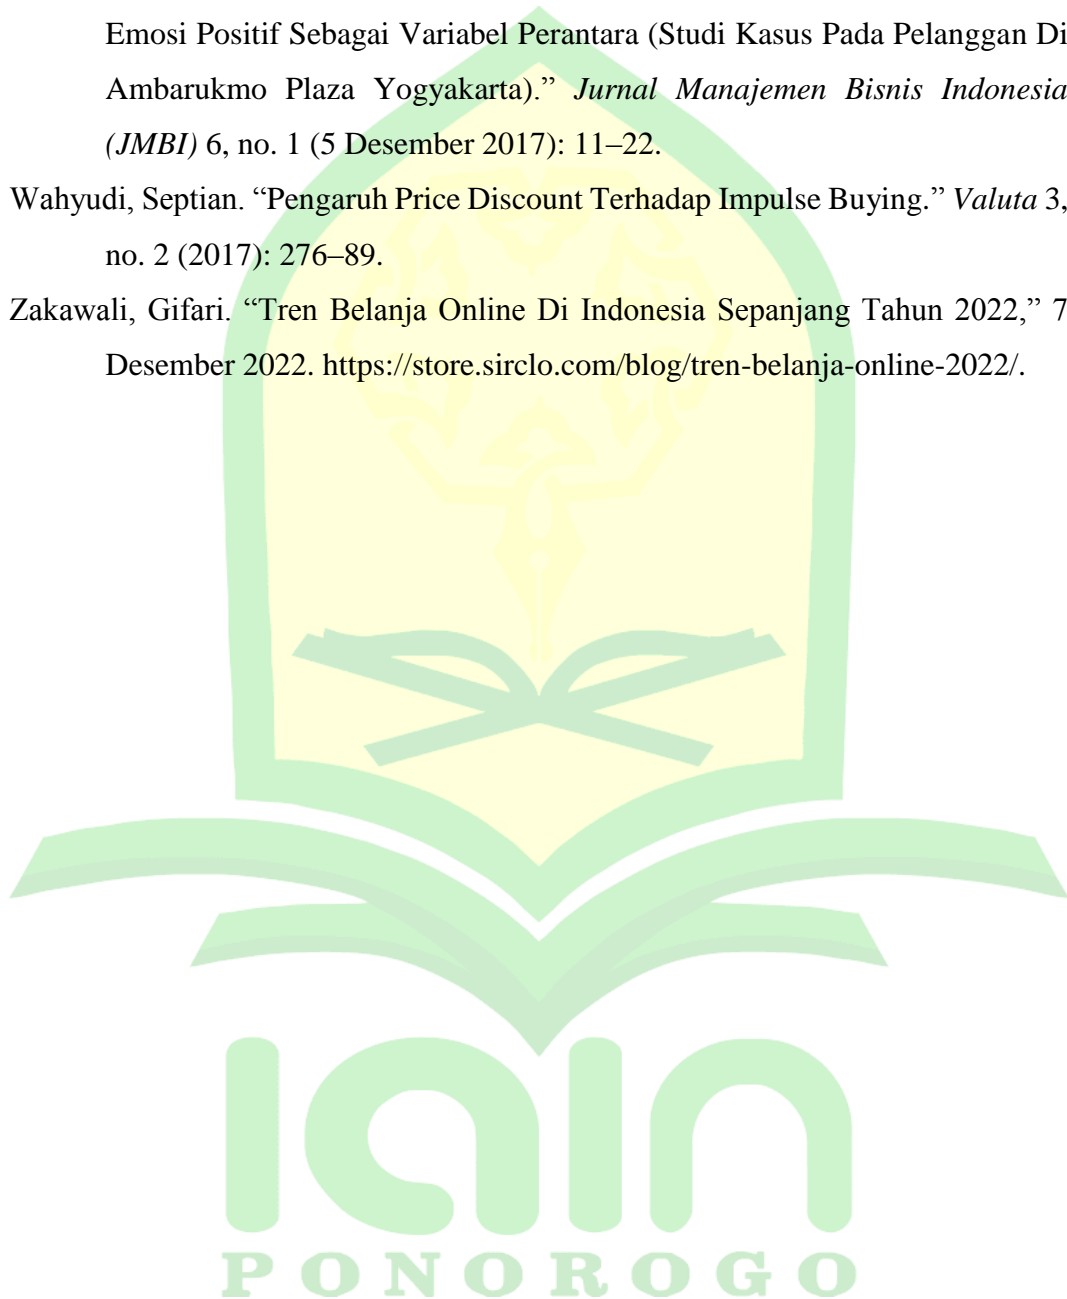 Emosi Positif Sebagai Variabel Perantara (Studi Kasus Pada Pelanggan Di
Ambarukmo Plaza Yogyakarta).” Jurnal Manajemen Bisnis Indonesia
(JMBI) 6, no. 1 (5 Desember 2017): 11–22.
Wahyudi, Septian. “Pengaruh Price Discount Terhadap Impulse Buying.” Valuta 3,
no. 2 (2017): 276–89.
Zakawali, Gifari. “Tren Belanja Online Di Indonesia Sepanjang Tahun 2022,” 7
Desember 2022. https://store.sirclo.com/blog/tren-belanja-online-2022/.
iain
PONOROGO